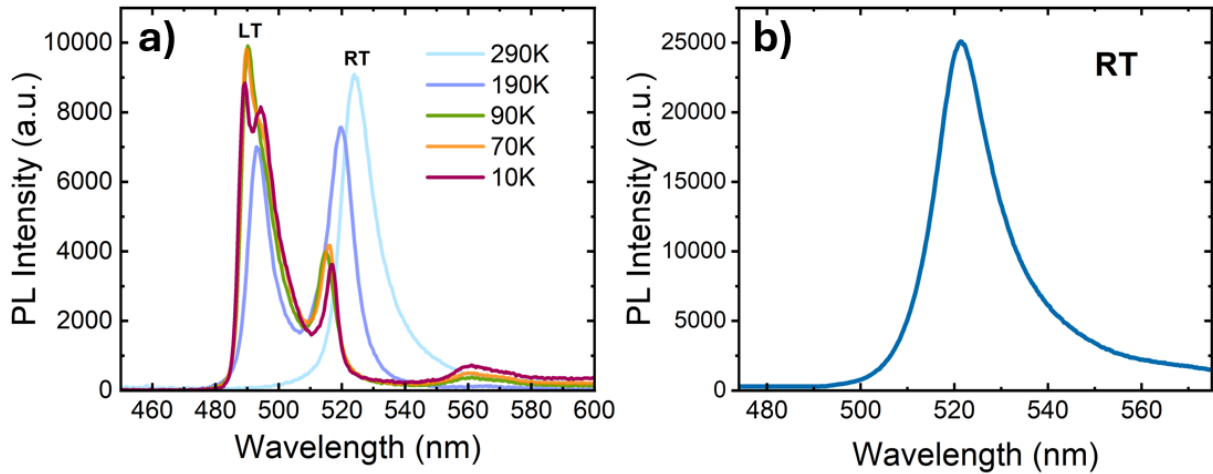 a)
LT
RT
290K
190K
90K
70K
10K
PL Intensity (a.u.)
10000
8000
6000
4000
2000
0
460 480 500 520 540 560 580 600
Wavelength (nm)
b)
RT
PL Intensity (a.u.)
25000
20000
15000
10000
5000
0
480 500 520 540 560
Wavelength (nm)